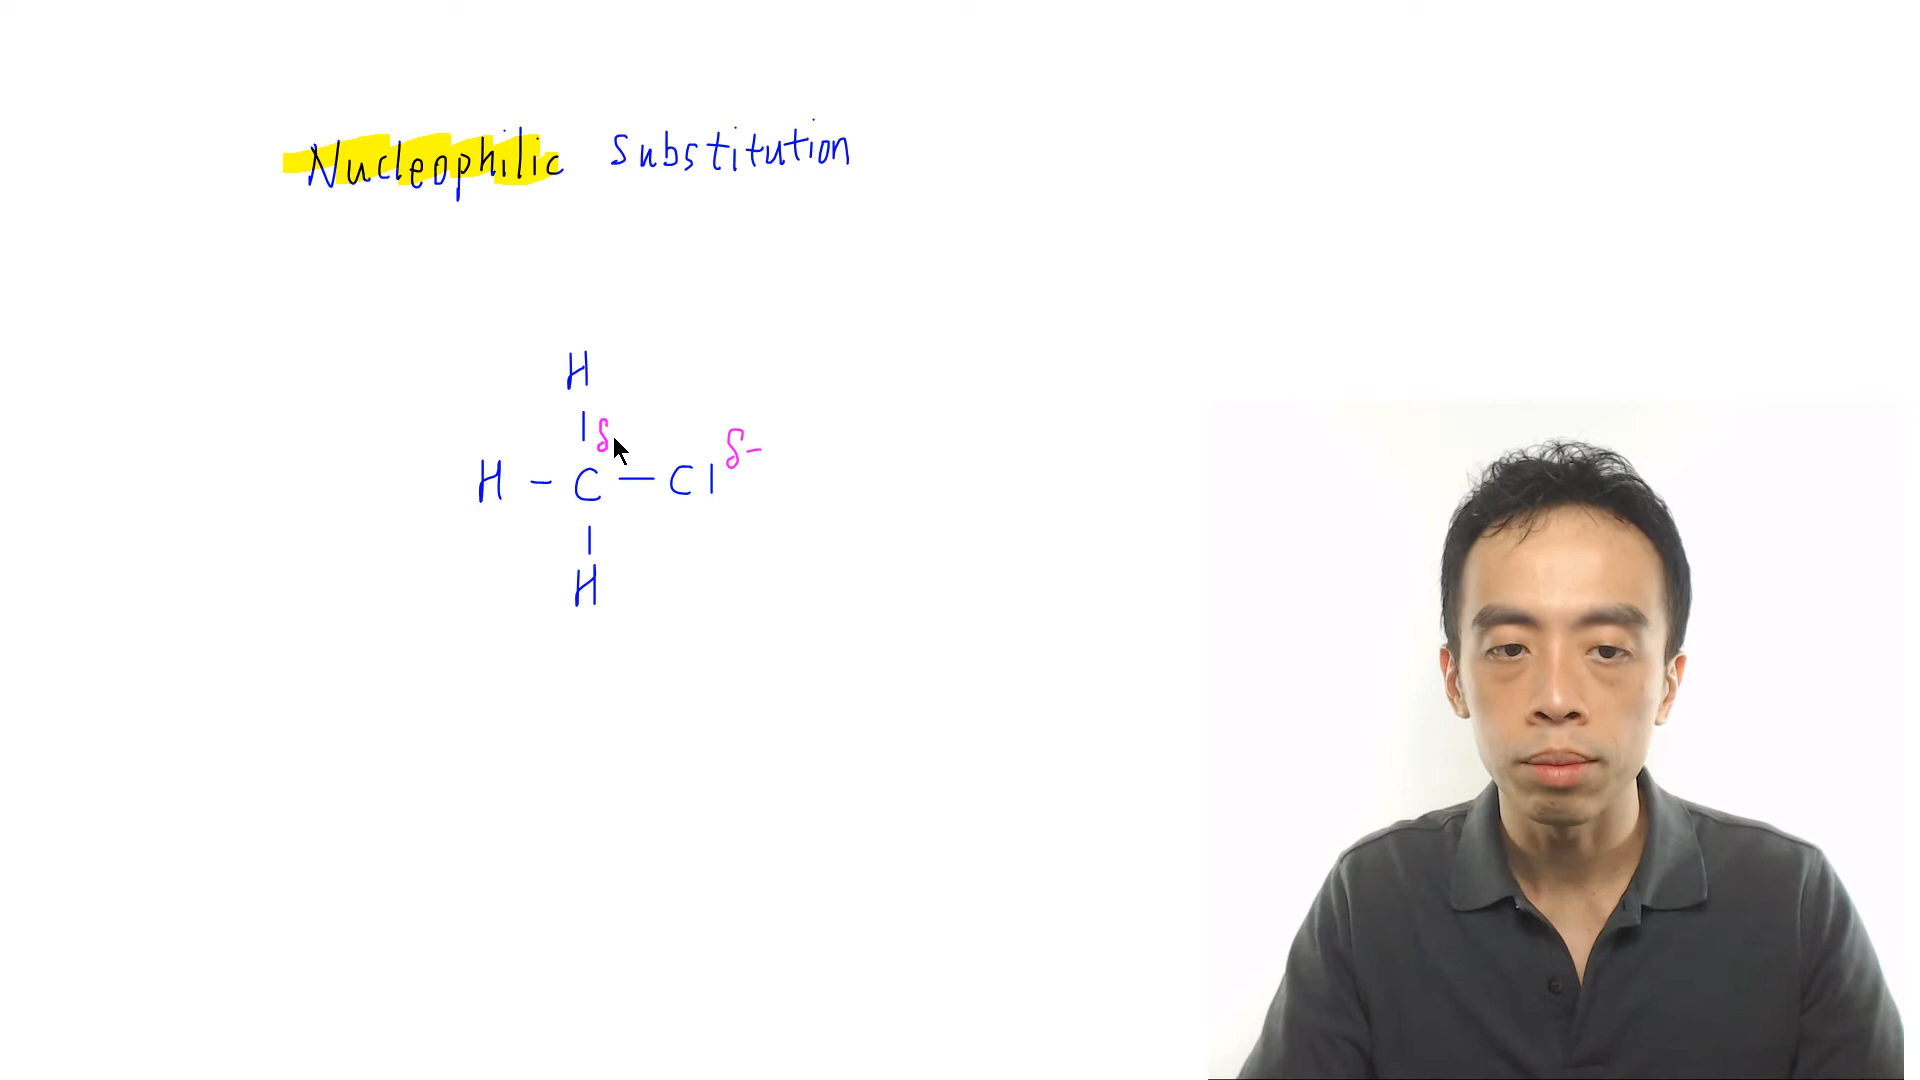 Nucleophilic Substitution
H
δ δ-
H - C - Cl
H